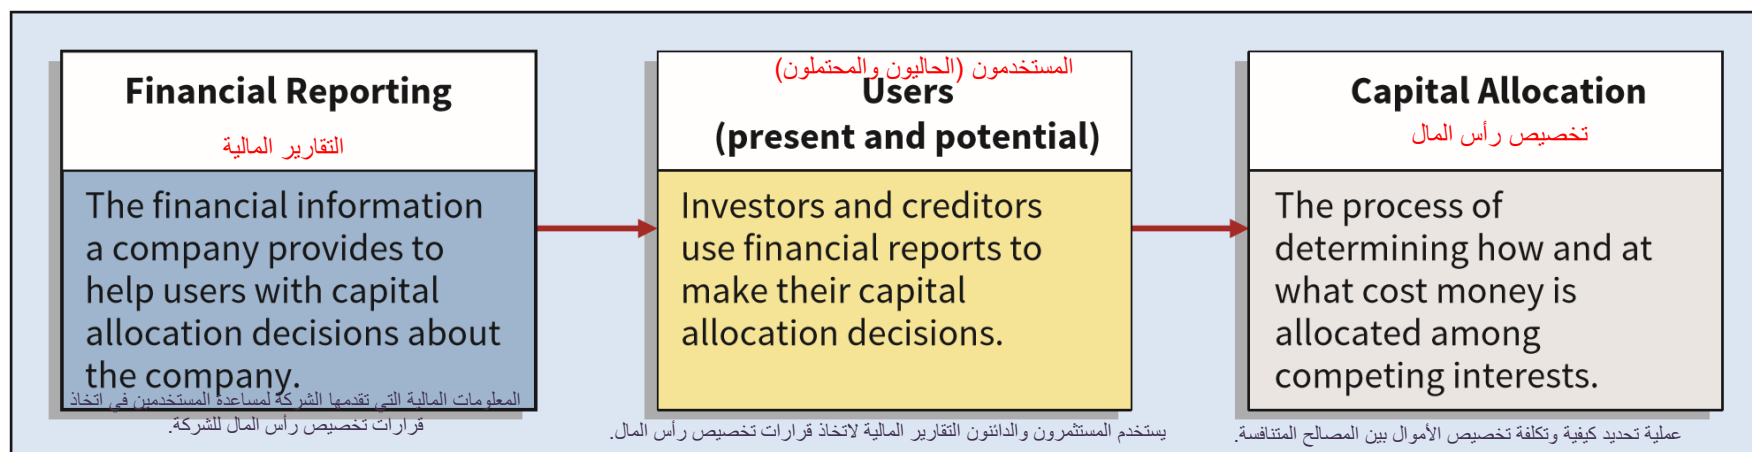 Financial Reporting
التقارير المالية
The financial information
a company provides to
help users with capital
allocation decisions about
the company.
المعلومات المالية التي تقدمها الشركة لمساعدة المستخدمين في اتخاذ
قرارات تخصيص رأس المال للشركة.
المستخدمون (الحاليون والمحتملون)
Users
(present and potential)
Investors and creditors
use financial reports to
make their capital
allocation decisions.
يستخدم المستثمرون والدائنون التقارير المالية لاتخاذ قرارات تخصيص رأس المال.
Capital Allocation
تخصيص رأس المال
The process of
determining how and at
what cost money is
allocated among
competing interests.
عملية تحديد كيفية وتكلفة تخصيص الأموال بين المصالح المتنافسة.